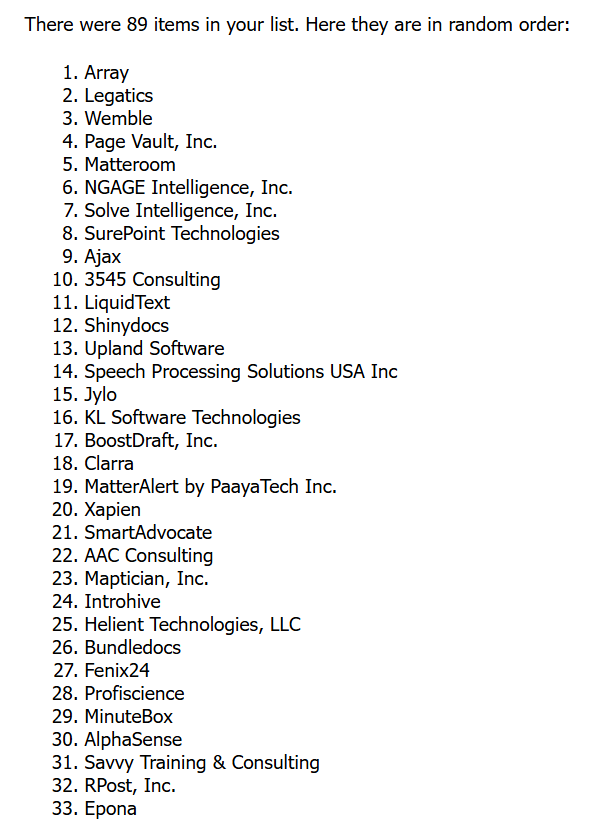 There were 89 items in your list. Here they are in random order:
1. Array
2. Legatics
3. Wemble
4. Page Vault, Inc.
5. Matteroom
6. NGAGE Intelligence, Inc.
7. Solve Intelligence, Inc.
8. SurePoint Technologies
9. Ajax
10. 3545 Consulting
11. LiquidText
12. Shinydocs
13. Upland Software
14. Speech Processing Solutions USA Inc
15. Jylo
16. KL Software Technologies
17. BoostDraft, Inc.
18. Clarra
19. MatterAlert by PaayaTech Inc.
20. Xapien
21. SmartAdvocate
22. AAC Consulting
23. Maptician, Inc.
24. Introhive
25. Helient Technologies, LLC
26. Bundledocs
27. Fenix24
28. Profiscience
29. MinuteBox
30. AlphaSense
31. Savvy Training & Consulting
32. RPost, Inc.
33. Epona